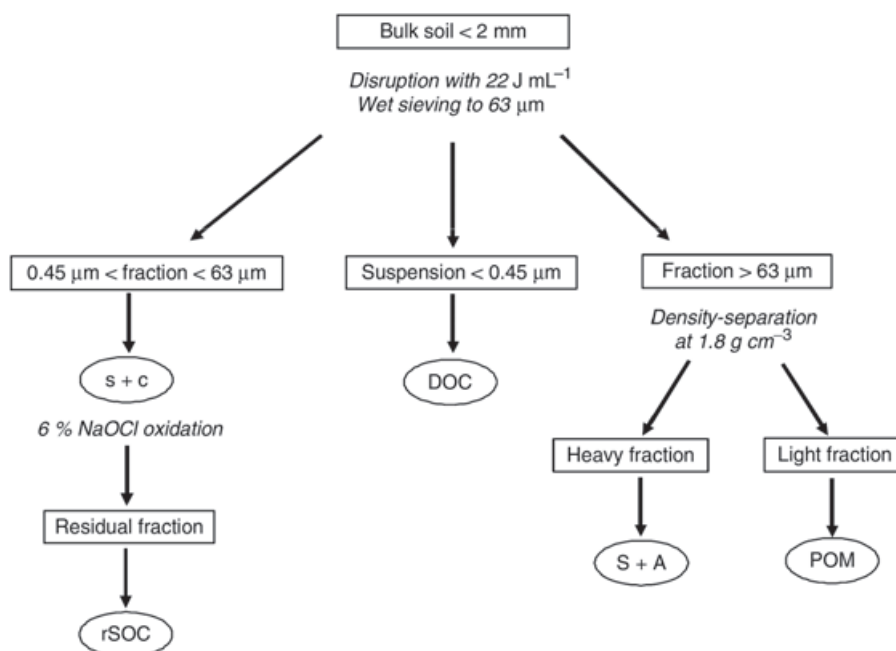 Bulk soil < 2 mm
Disruption with 22 J mL⁻¹
Wet sieving to 63 µm
0.45 µm < fraction < 63 µm
Suspension < 0.45 µm
Fraction > 63 µm
Density-separation
at 1.8 g cm⁻³
s + c
DOC
6 % NaOCl oxidation
Heavy fraction
Light fraction
Residual fraction
S + A
POM
rSOC